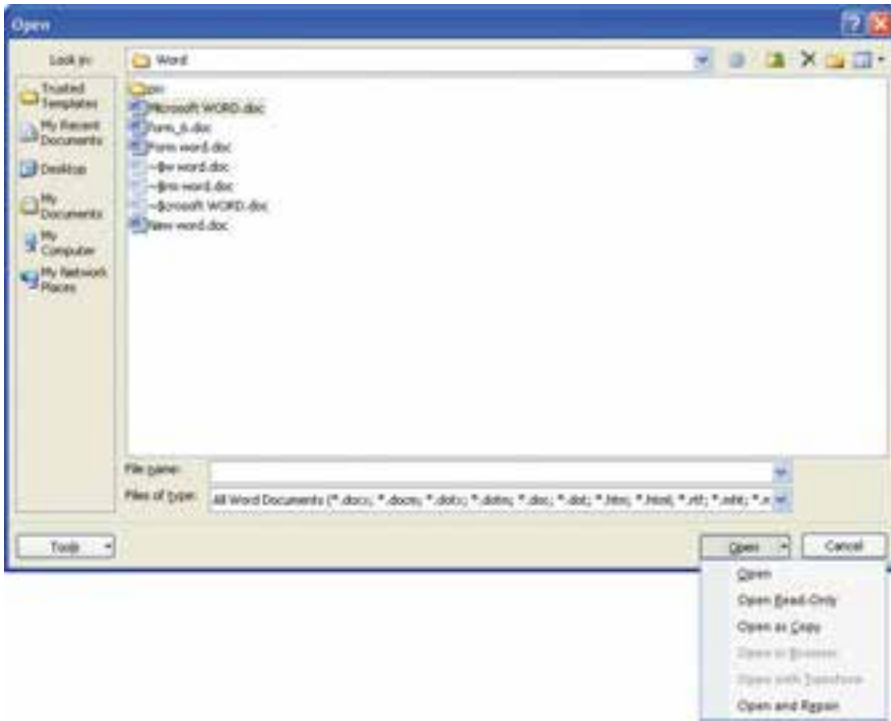 Open
Look in:
Word
Trusted
Templates
My Recent
Documents
Desktop
My
Documents
My
Computer
My Network
Places
pic
Microsoft WORD.doc
Form_6.doc
Form word.doc
~$w word.doc
~$rm word.doc
~$crosoft WORD.doc
New word.doc
File name:
Files of type:
All Word Documents (*.docx; *.docm; *.dotx; *.dotm; *.doc; *.dot; *.htm; *.html; *.rtf; *.mht; *.m
Tools
Open
Cancel
Open
Open Read-Only
Open as Copy
Open in Browser
Open with Transform
Open and Repair